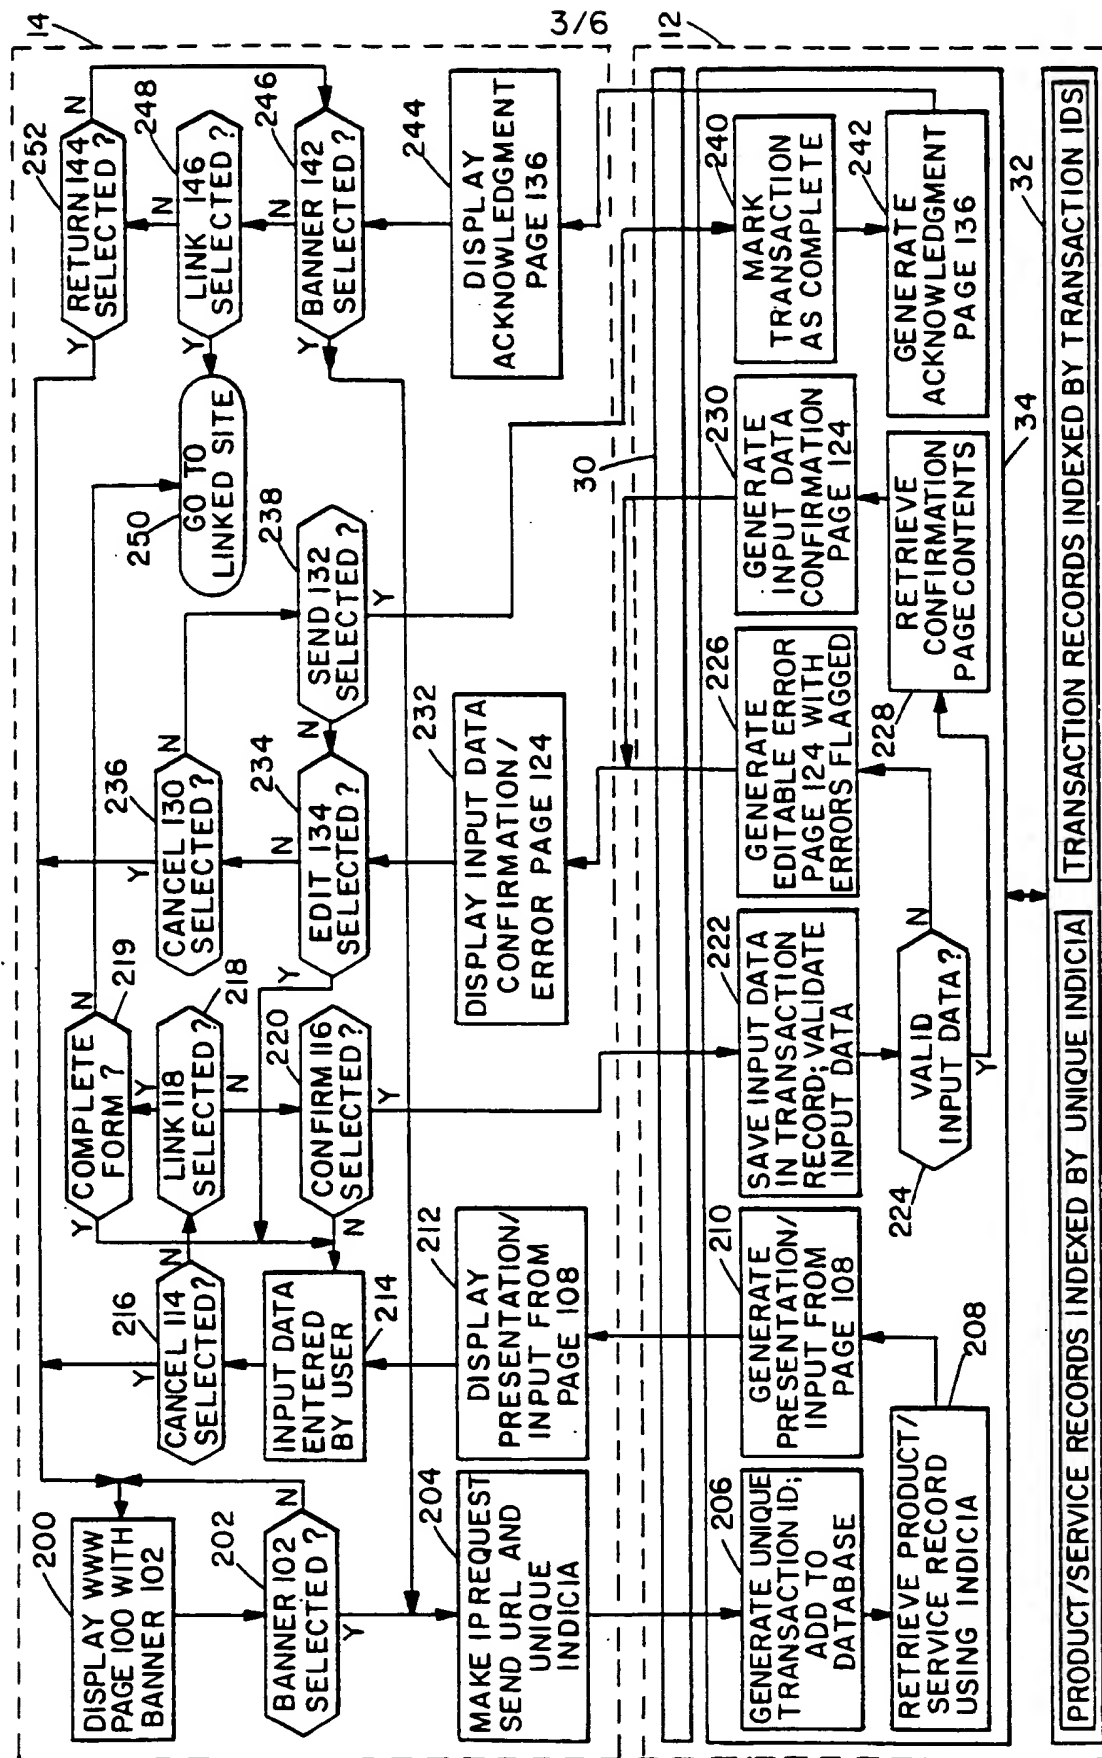 3/6
14
200
DISPLAY WWW
PAGE 100 WITH
BANNER 102
202
BANNER 102
SELECTED ?
N
Y
204
MAKE IP REQUEST
SEND URL AND
UNIQUE
INDICIA
216
CANCEL 114
SELECTED?
Y
N
INPUT DATA
ENTERED
BY USER
214
212
DISPLAY
PRESENTATION/
INPUT FROM
PAGE 108
COMPLETE
FORM ?
219
Y
N
LINK 118
SELECTED?
218
Y
N
220
CONFIRM 116
SELECTED?
N
Y
236
CANCEL 130
SELECTED?
Y
N
234
EDIT 134
SELECTED?
Y
N
232
DISPLAY INPUT DATA
CONFIRMATION/
ERROR PAGE 124
250
GO TO
LINKED SITE
238
SEND 132
SELECTED?
N
Y
252
RETURN 144
SELECTED ?
Y
N
248
LINK 146
SELECTED?
Y
N
246
BANNER 142
SELECTED ?
Y
N
244
DISPLAY
ACKNOWLEDGMENT
PAGE 136
12
30
206
GENERATE UNIQUE
TRANSACTION ID;
ADD TO
DATABASE
RETRIEVE PRODUCT/
SERVICE RECORD
USING INDICIA
208
210
GENERATE
PRESENTATION/
INPUT FROM
PAGE 108
222
SAVE INPUT DATA
IN TRANSACTION
RECORD; VALIDATE
INPUT DATA
224
VALID
INPUT DATA?
N
Y
226
GENERATE
EDITABLE ERROR
PAGE 124 WITH
ERRORS FLAGGED
228
RETRIEVE
CONFIRMATION
PAGE CONTENTS
230
GENERATE
INPUT DATA
CONFIRMATION
PAGE 124
240
MARK
TRANSACTION
AS COMPLETE
242
GENERATE
ACKNOWLEDGMENT
PAGE 136
34
32
PRODUCT/SERVICE RECORDS INDEXED BY UNIQUE INDICIA
TRANSACTION RECORDS INDEXED BY TRANSACTION IDS